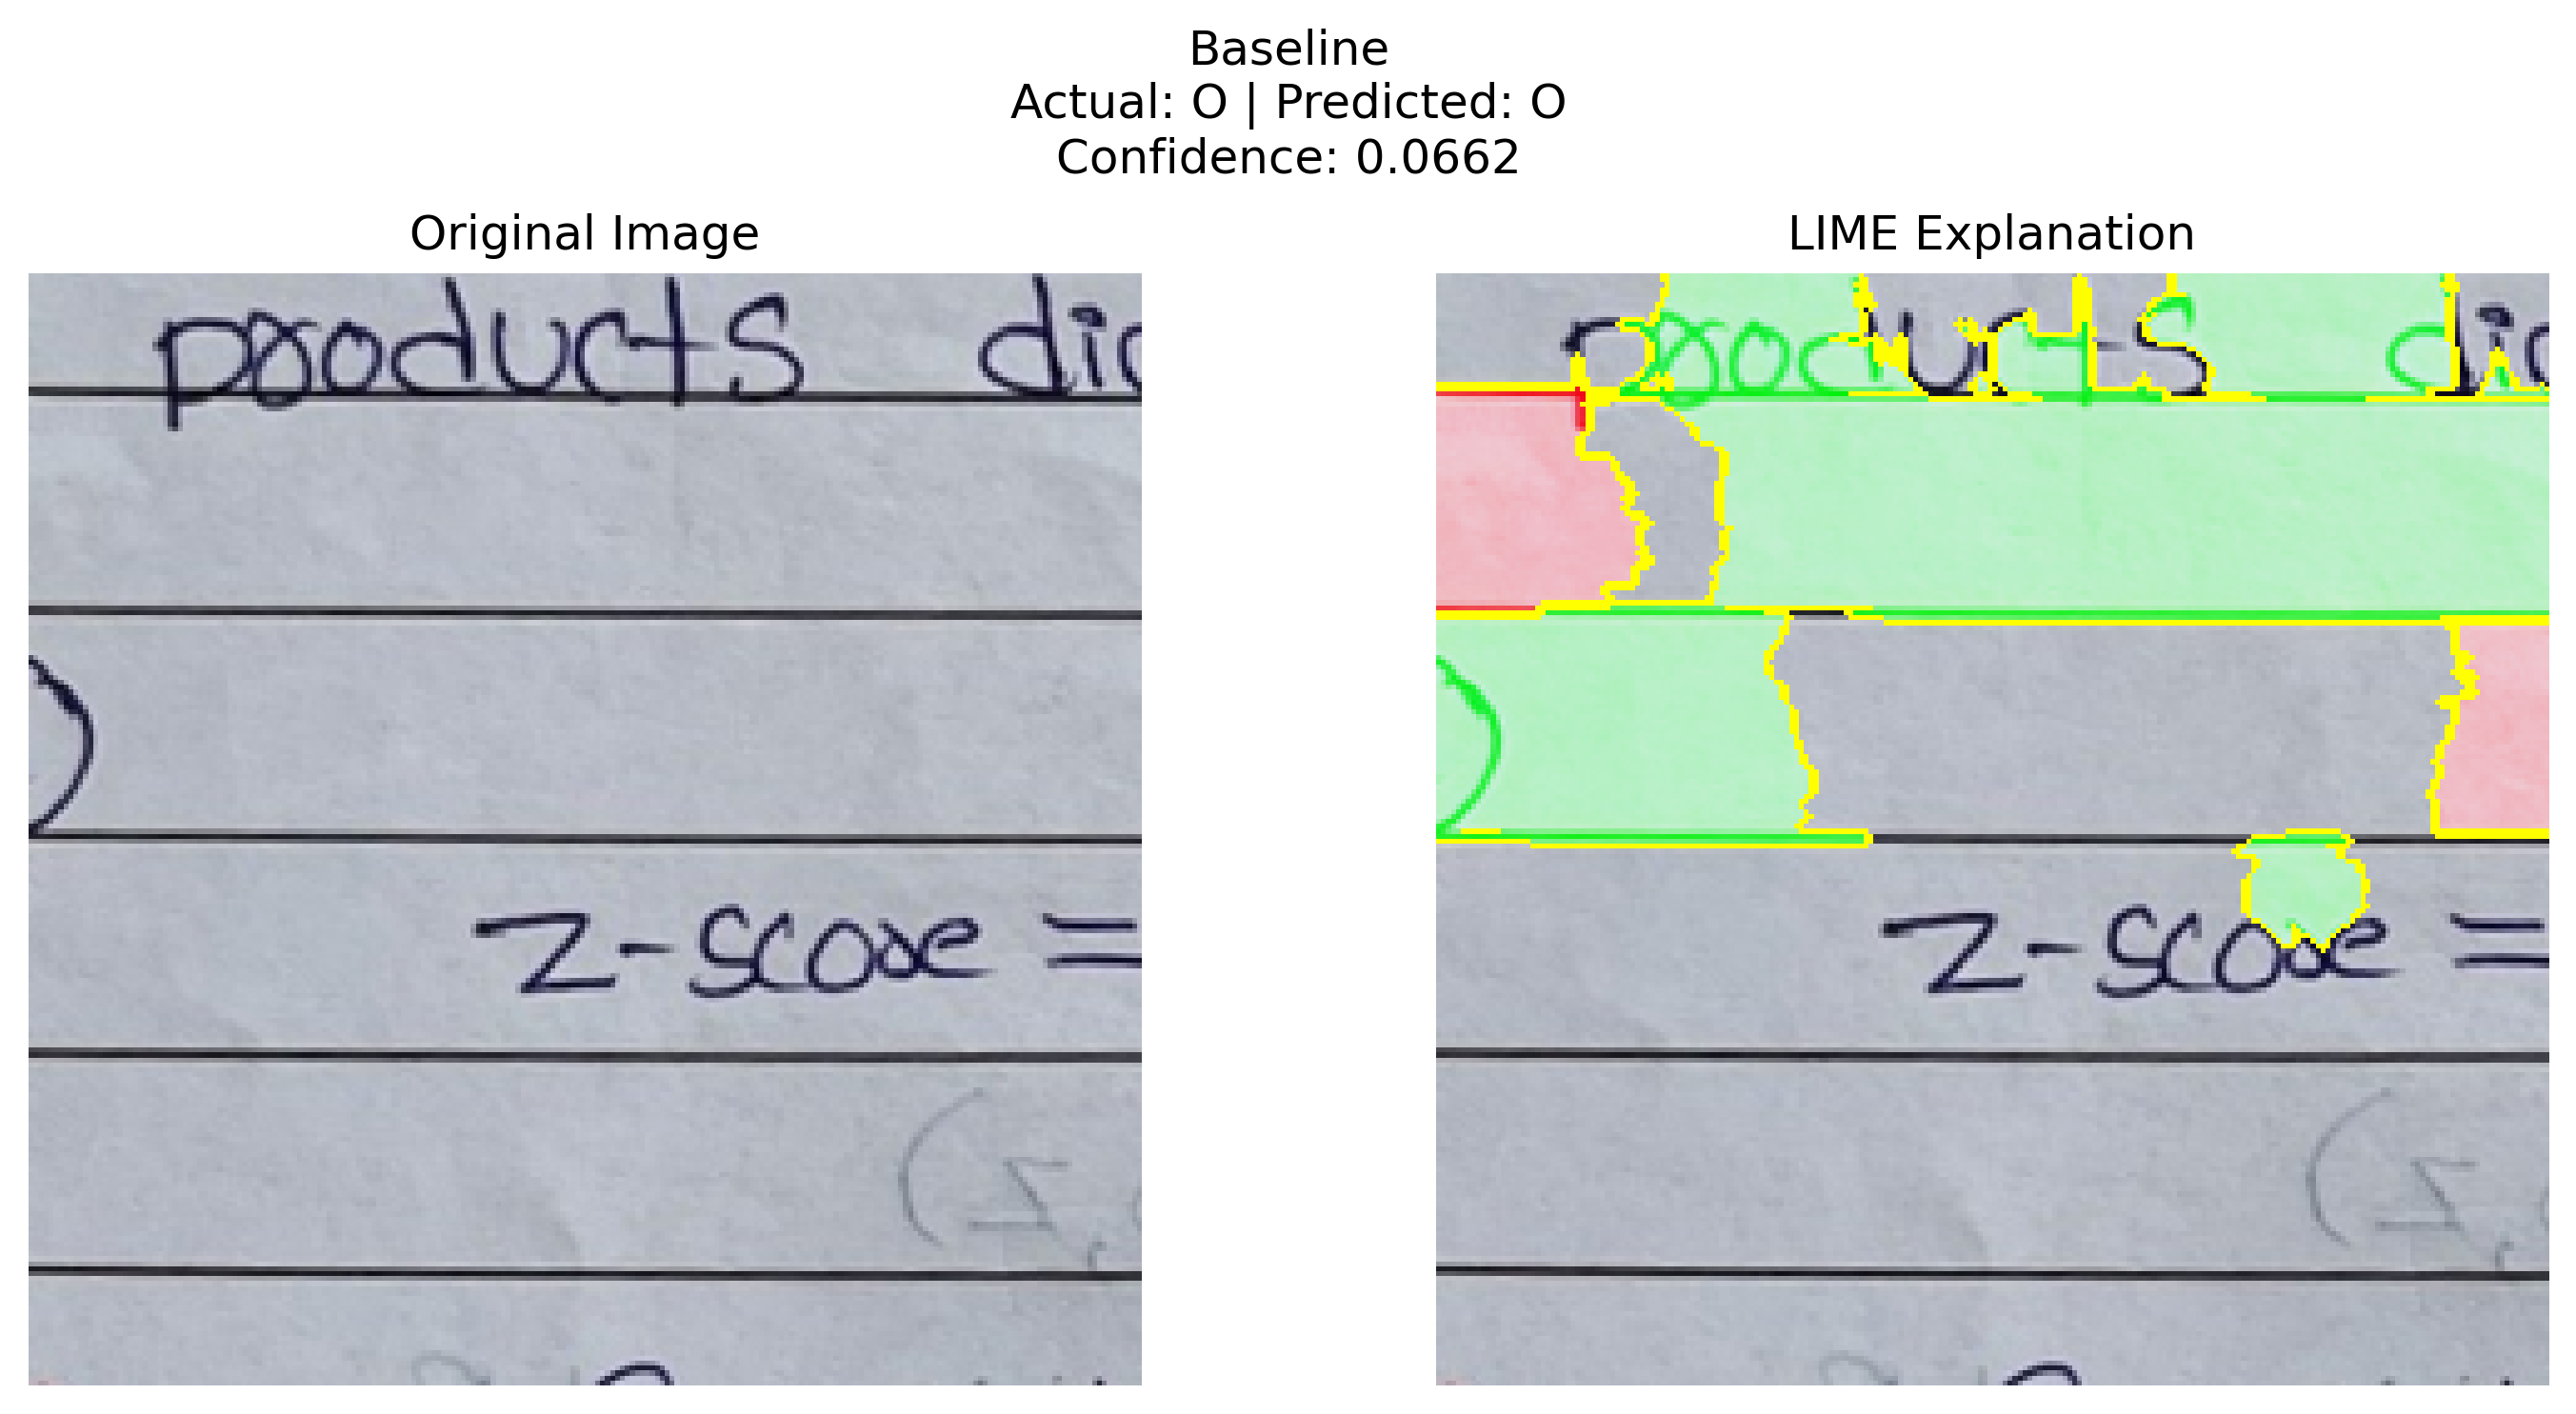 Baseline
Actual: O | Predicted: O
Confidence: 0.0662
Original Image
LIME Explanation
products
z-score =
products
z-score =